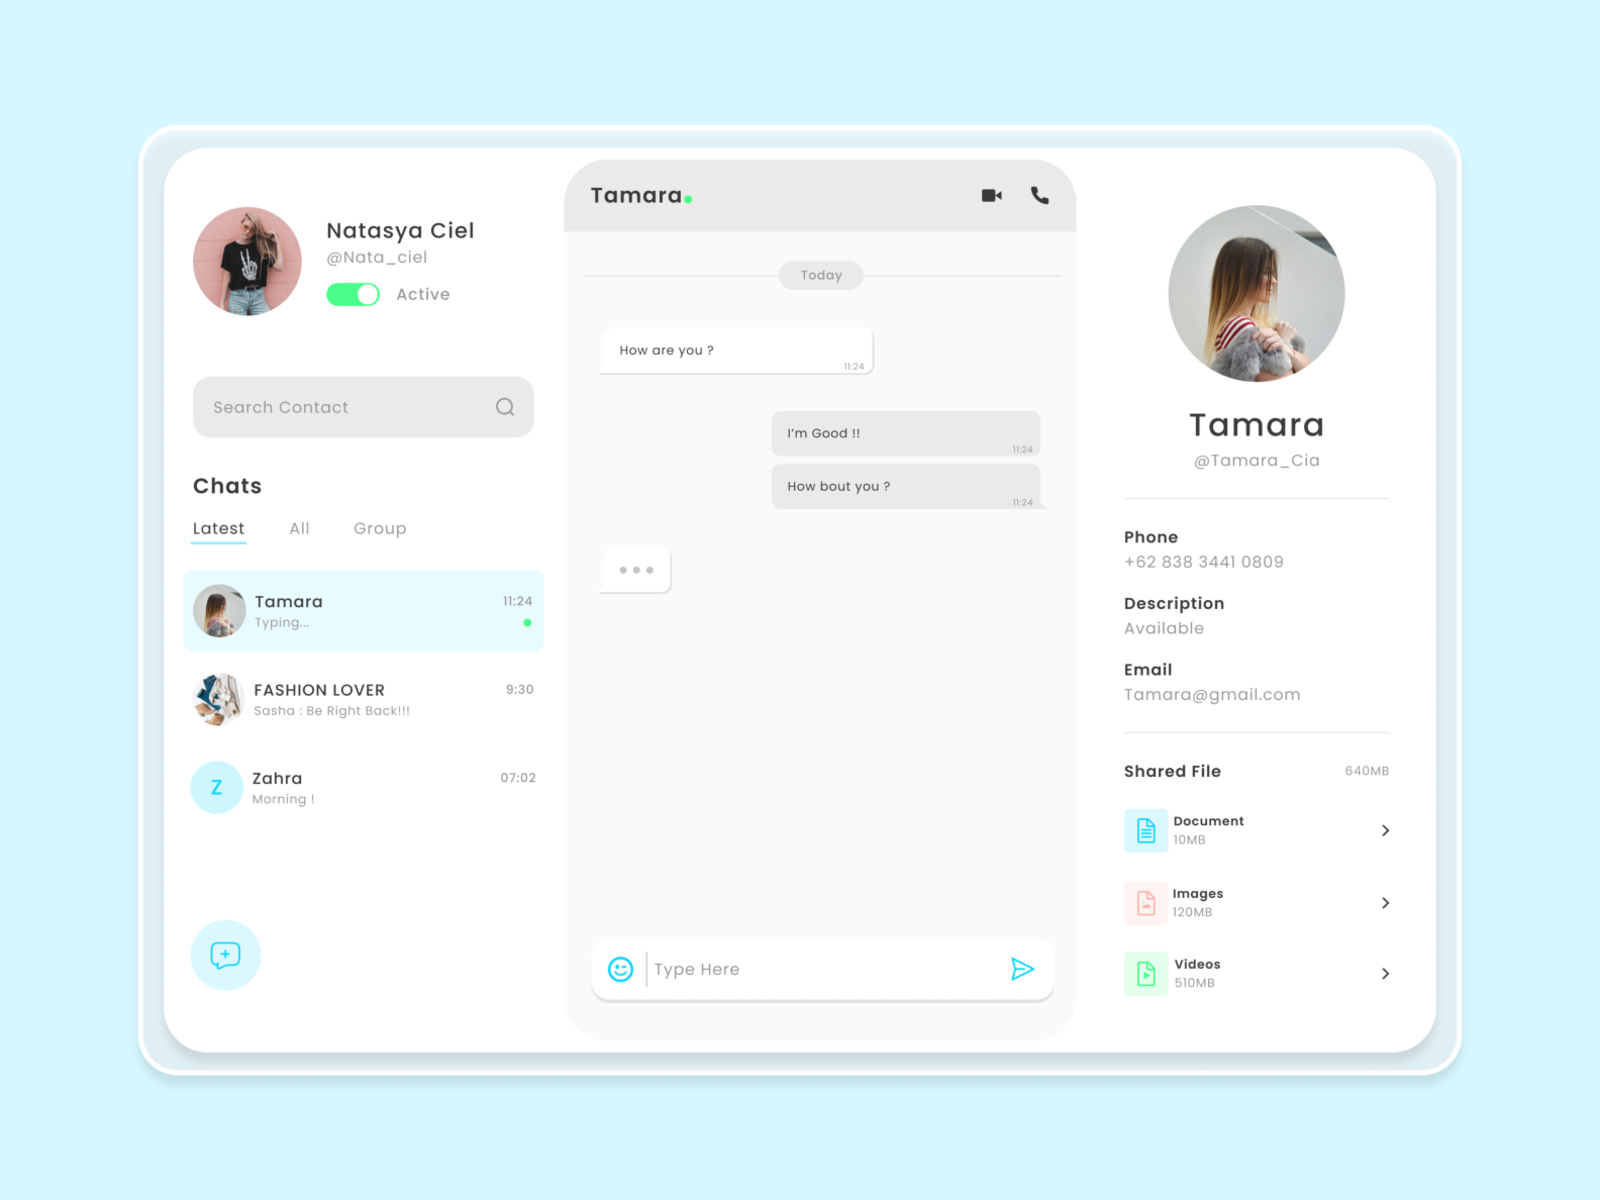 Natasya Ciel
@Nata_ciel
Active
Search Contact
Chats
Latest All Group
Tamara 11:24
Typing...
FASHION LOVER 9:30
Sasha : Be Right Back!!!
Z
Zahra 07:02
Morning !
Tamara
Today
How are you ?
11:24
I’m Good !!
11:24
How bout you ?
11:24
Type Here
Tamara
@Tamara_Cia
Phone
+62 838 3441 0809
Description
Available
Email
Tamara@gmail.com
Shared File 640MB
Document
10MB
Images
120MB
Videos
510MB